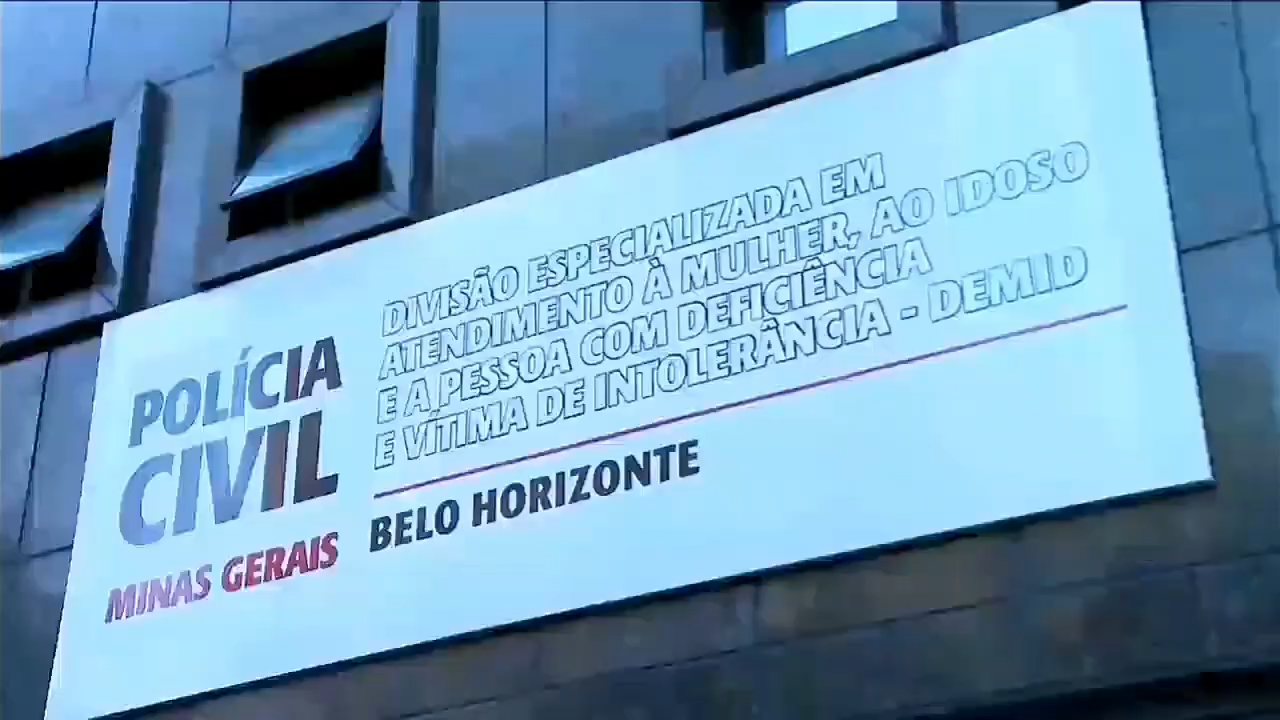 POLÍCIA
CIVIL
MINAS GERAIS
DIVISÃO ESPECIALIZADA EM
ATENDIMENTO À MULHER, AO IDOSO
E A PESSOA COM DEFICIÊNCIA
E VÍTIMA DE INTOLERÂNCIA - DEMID
BELO HORIZONTE